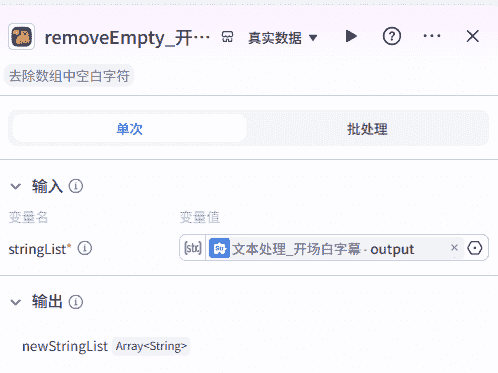 removeEmpty_开… 真实数据
去除数组中空白字符
单次 批处理
输入
变量名 变量值
stringList* [str] Str 文本处理_开场白字幕 - output
输出
newStringList Array<String>